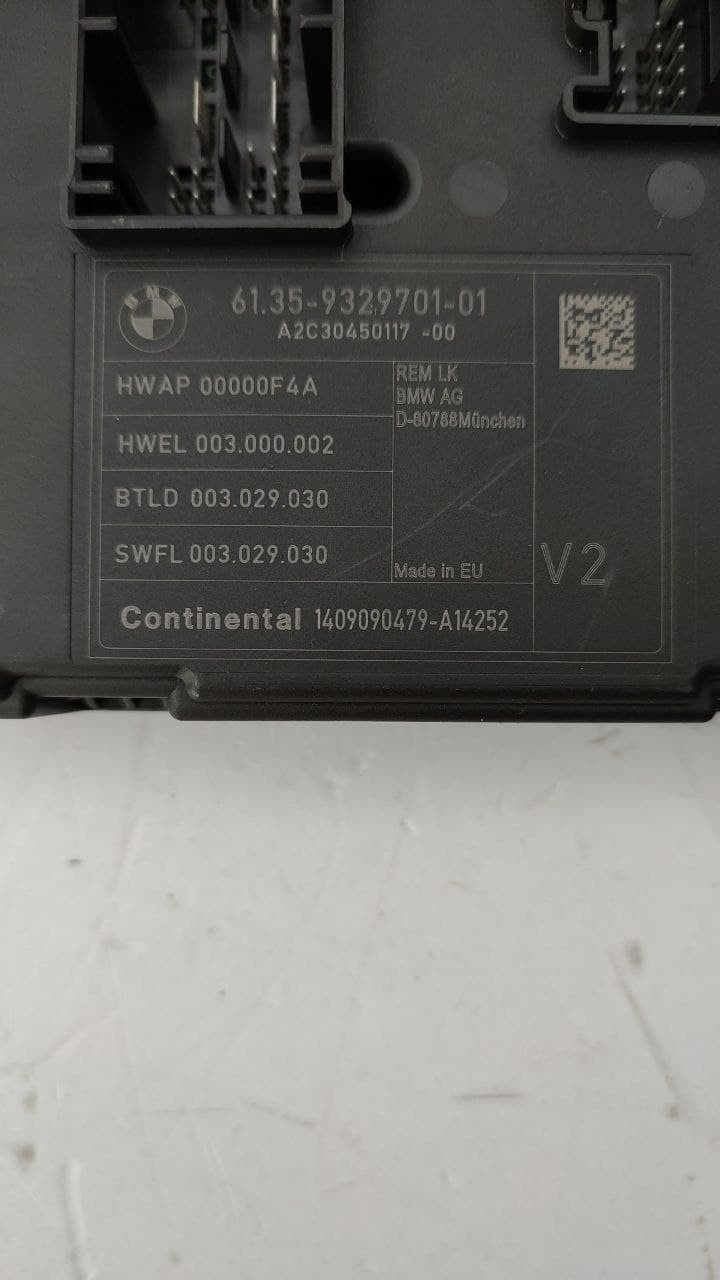 BMW
61.35-9329701-01
A2C30450117 -00
HWAP 00000F4A
REM LK
BMW AG
D-80788München
HWEL 003.000.002
BTLD 003.029.030
SWFL 003.029.030
Made in EU
V2
Continental 1409090479-A14252